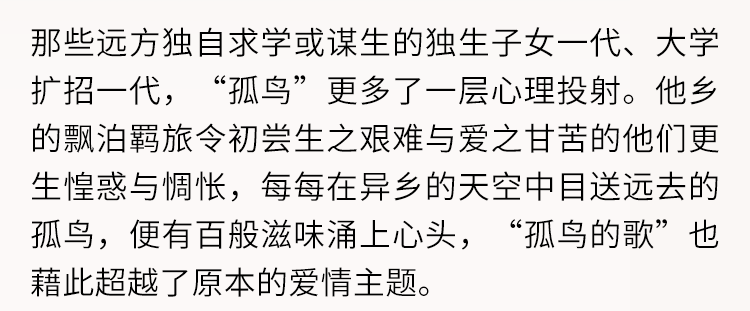 那些远方独自求学或谋生的独生子女一代、大学
扩招一代，“孤鸟”更多了一层心理投射。他乡
的飘泊羁旅令初尝生之艰难与爱之甘苦的他们更
生惶惑与惆怅，每每在异乡的天空中目送远去的
孤鸟，便有百般滋味涌上心头，“孤鸟的歌”也
藉此超越了原本的爱情主题。